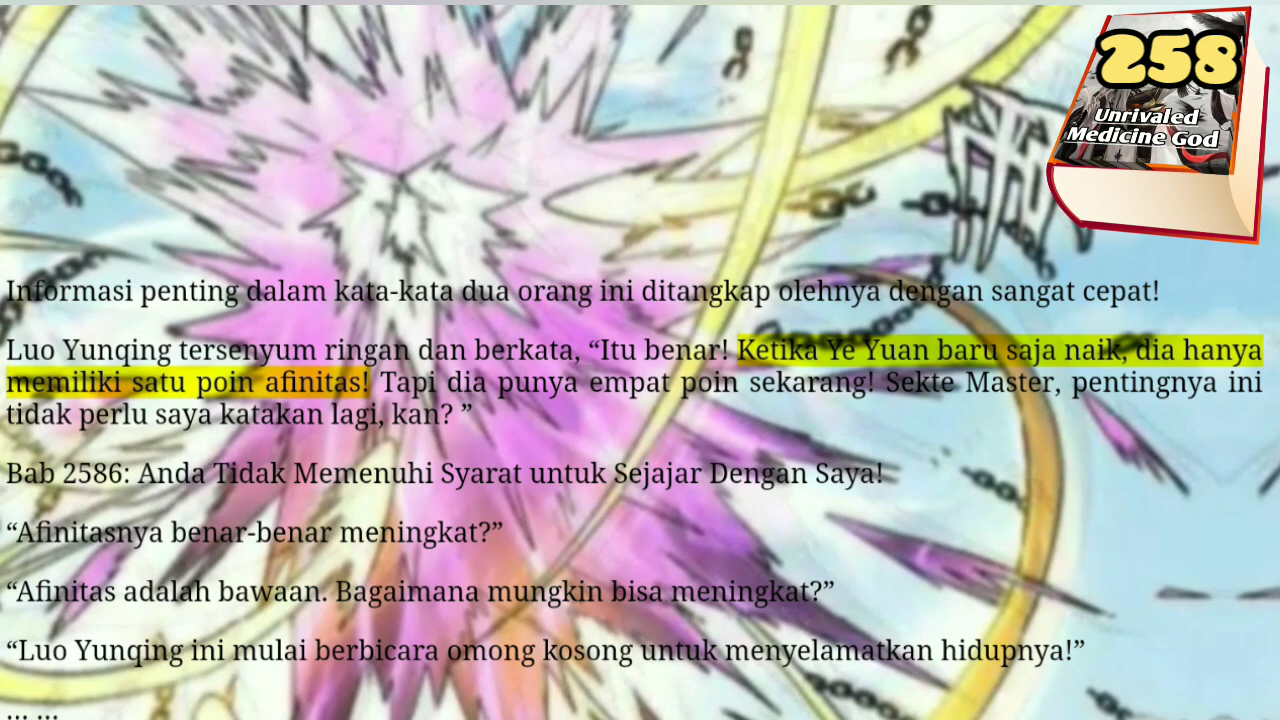 258
Unrivaled
Medicine God
Informasi penting dalam kata-kata dua orang ini ditangkap olehnya dengan sangat cepat!
Luo Yunqing tersenyum ringan dan berkata, “Itu benar! Ketika Ye Yuan baru saja naik, dia hanya
memiliki satu poin afinitas! Tapi dia punya empat poin sekarang! Sekte Master, pentingnya ini
tidak perlu saya katakan lagi, kan? ”
Bab 2586: Anda Tidak Memenuhi Syarat untuk Sejajar Dengan Saya!
“Afinitasnya benar-benar meningkat?”
“Afinitas adalah bawaan. Bagaimana mungkin bisa meningkat?”
“Luo Yunqing ini mulai berbicara omong kosong untuk menyelamatkan hidupnya!”
... ...